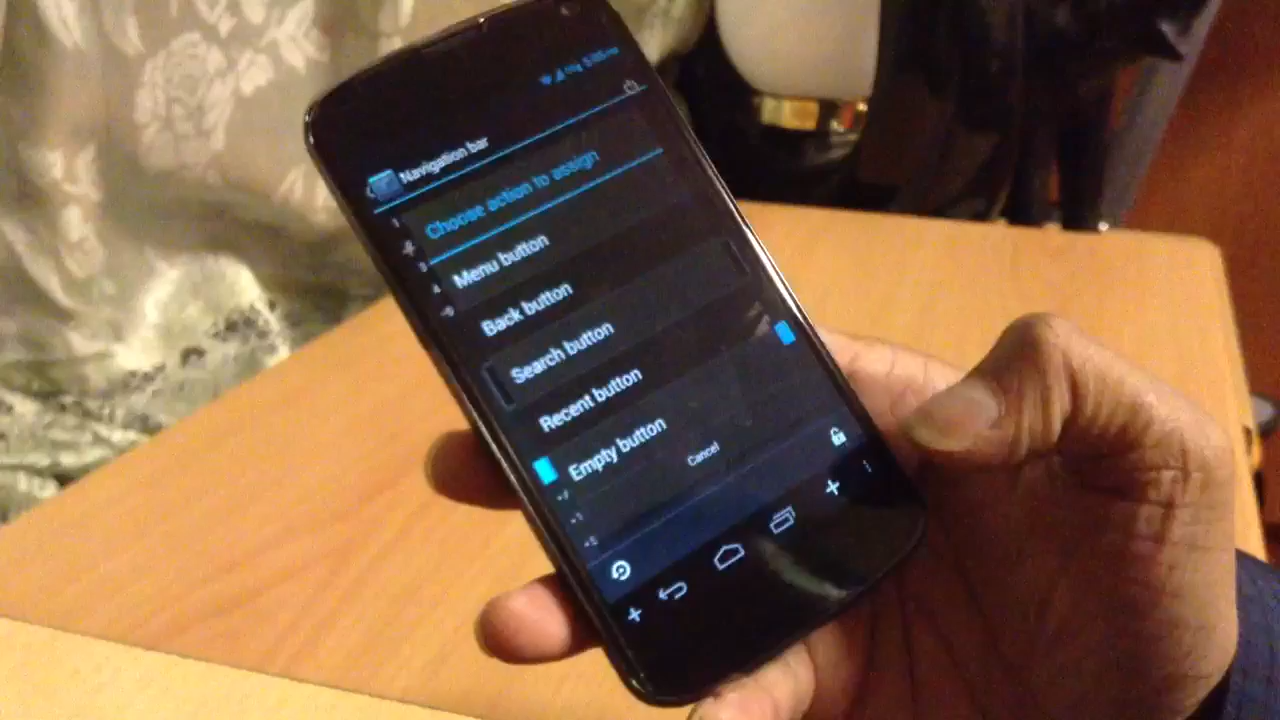 Navigation bar
Choose action to assign
Menu button
Back button
Search button
Recent button
Empty button
Cancel